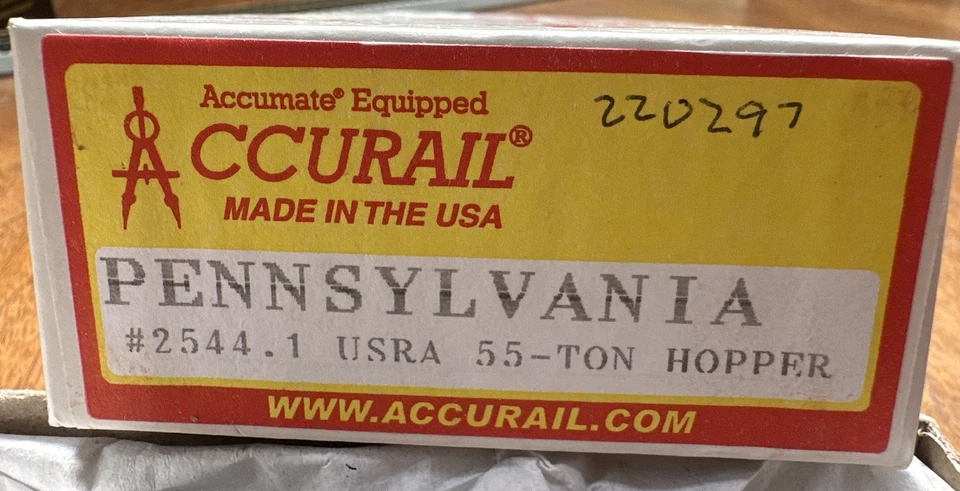 Accumate® Equipped
220297
ACCURAIL®
MADE IN THE USA
PENNSYLVANIA
#2544.1 USRA 55-TON HOPPER
WWW.ACCURAIL.COM